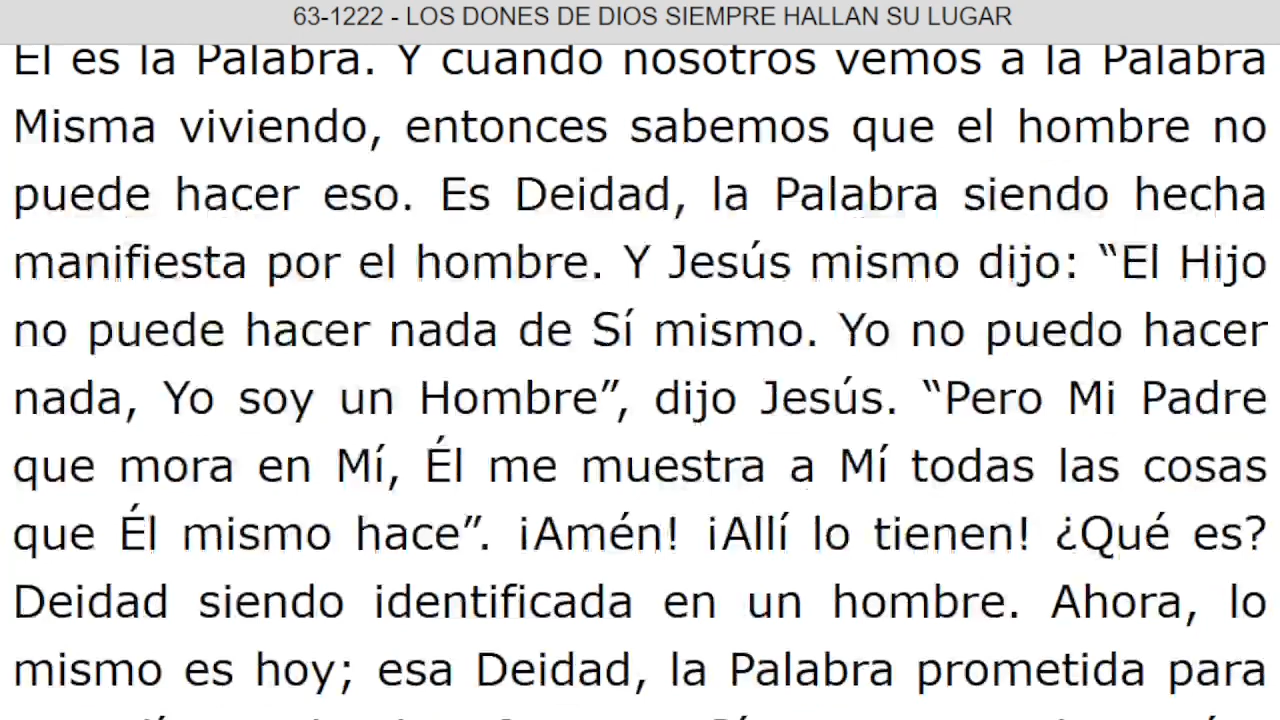 63-1222 - LOS DONES DE DIOS SIEMPRE HALLAN SU LUGAR
Él es la Palabra. Y cuando nosotros vemos a la Palabra
Misma viviendo, entonces sabemos que el hombre no
puede hacer eso. Es Deidad, la Palabra siendo hecha
manifiesta por el hombre. Y Jesús mismo dijo: “El Hijo
no puede hacer nada de Sí mismo. Yo no puedo hacer
nada, Yo soy un Hombre”, dijo Jesús. “Pero Mi Padre
que mora en Mí, Él me muestra a Mí todas las cosas
que Él mismo hace”. ¡Amén! ¡Allí lo tienen! ¿Qué es?
Deidad siendo identificada en un hombre. Ahora, lo
mismo es hoy; esa Deidad, la Palabra prometida para